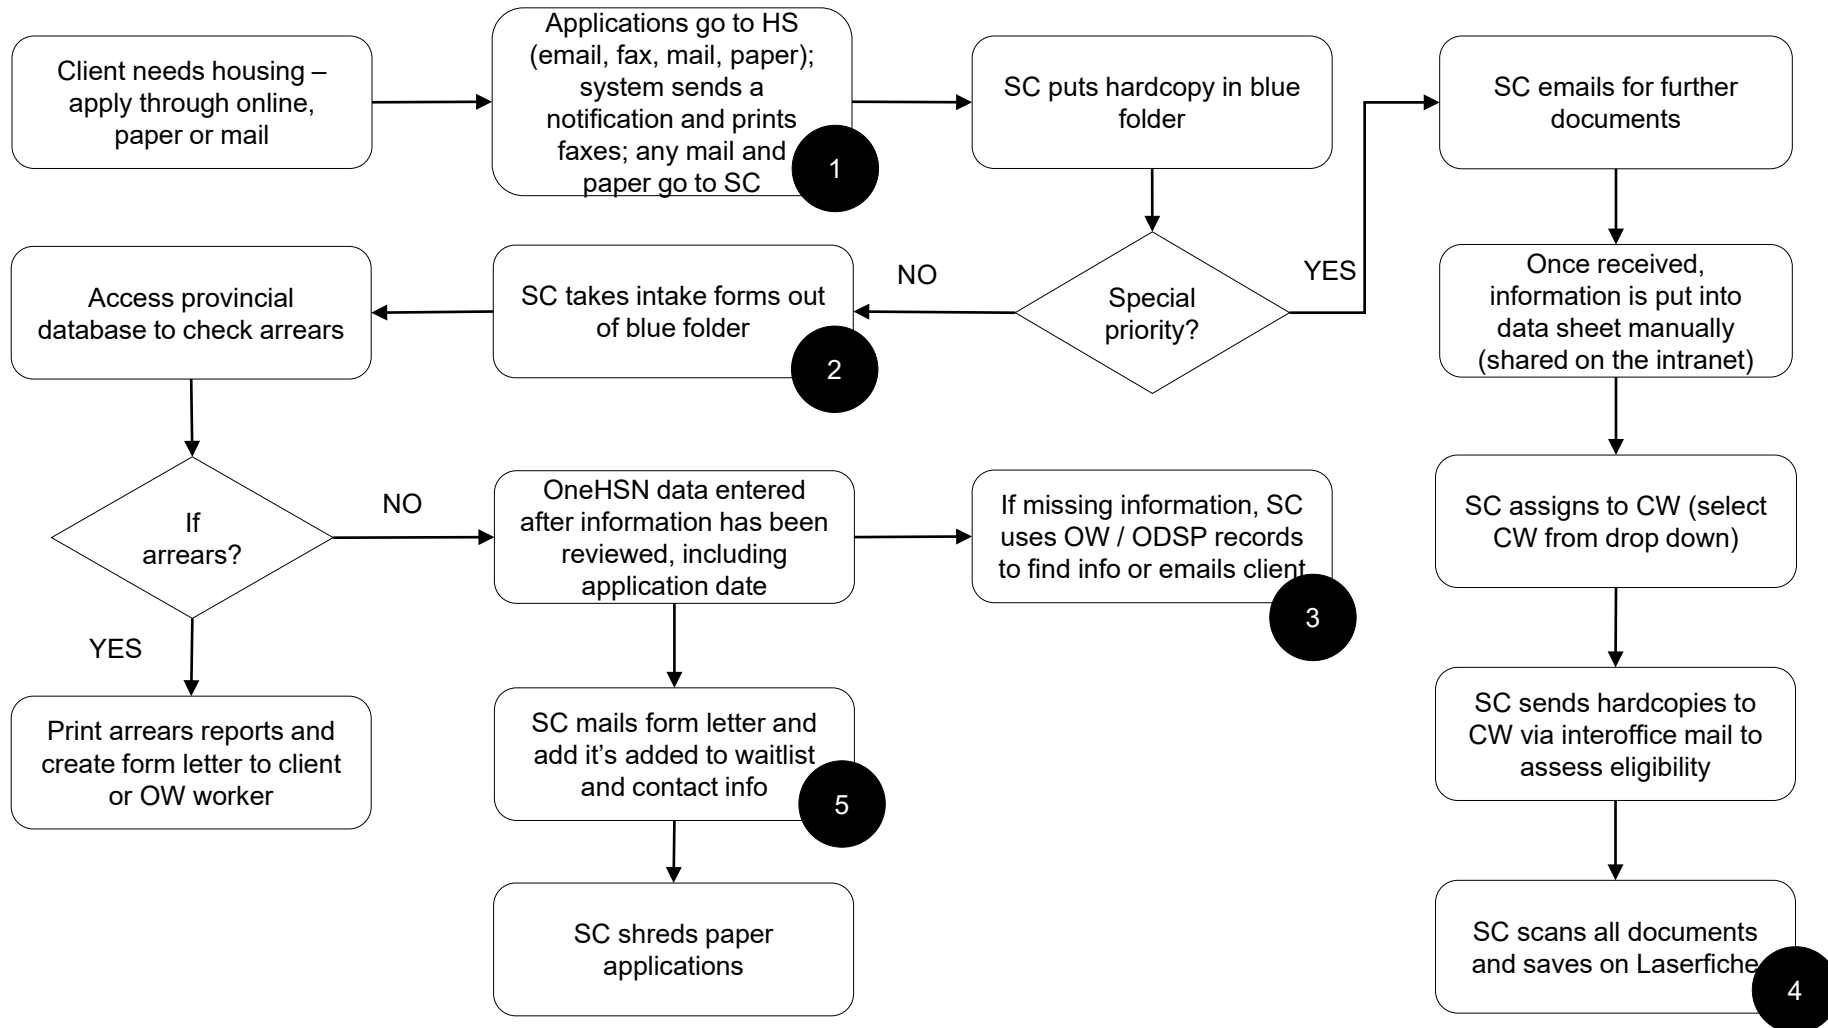 Client needs housing –
apply through online,
paper or mail
Applications go to HS
(email, fax, mail, paper);
system sends a
notification and prints
faxes; any mail and
paper go to SC
1
SC puts hardcopy in blue
folder
SC emails for further
documents
Access provincial
database to check arrears
SC takes intake forms out
of blue folder
2
NO
Special
priority?
YES
Once received,
information is put into
data sheet manually
(shared on the intranet)
If
arrears?
NO
YES
OneHSN data entered
after information has been
reviewed, including
application date
If missing information, SC
uses OW / ODSP records
to find info or emails client
3
SC assigns to CW (select
CW from drop down)
Print arrears reports and
create form letter to client
or OW worker
SC mails form letter and
add it’s added to waitlist
and contact info
5
SC sends hardcopies to
CW via interoffice mail to
assess eligibility
SC shreds paper
applications
SC scans all documents
and saves on Laserfiche
4